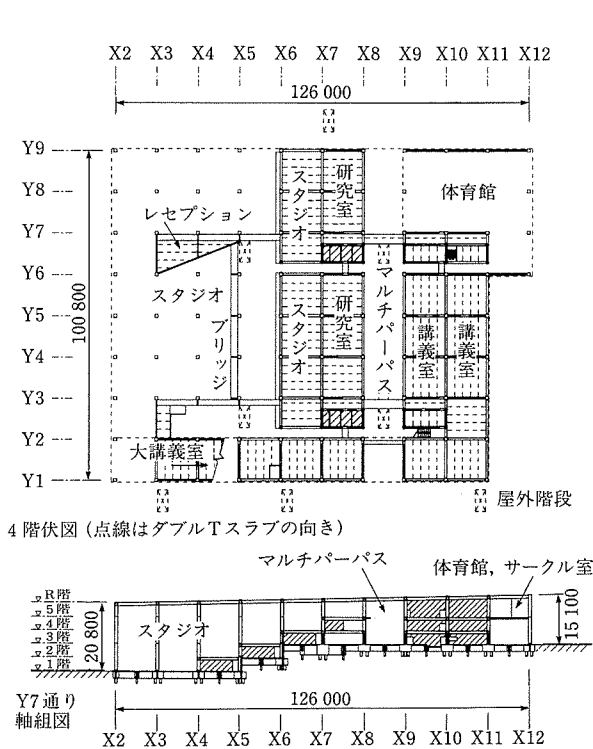 X2 X3 X4 X5 X6 X7 X8 X9 X10 X11 X12
126 000
Y9
Y8
Y7
Y6
Y5
Y4
Y3
Y2
Y1
100 800
スタジオ
研究室
体育館
レセプション
スタジオ
ブリッジ
スタジオ
研究室
マルチパーパス
講義室
講義室
大講義室
屋外階段
4階伏図 (点線はダブルTスラブの向き)
マルチパーパス
体育館, サークル室
R階
5階
4階
3階
2階
1階
20 800
スタジオ
15 100
Y7通り
軸組図
126 000
X2 X3 X4 X5 X6 X7 X8 X9 X10 X11 X12